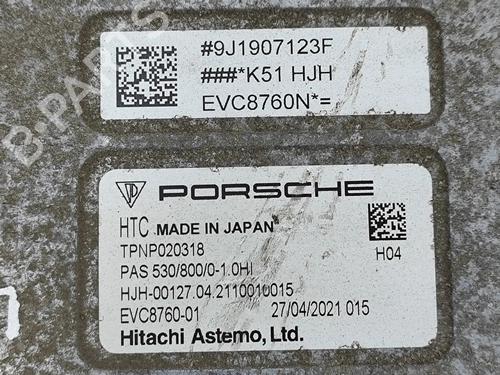 #9J1907123F
###*K51 HJH
EVC8760N*=
PORSCHE
HTC MADE IN JAPAN
TPNP020318
H04
PAS 530/800/0-1.0HI
HJH-00127.04.2110010015
EVC8760-01 27/04/2021 015
Hitachi Astemo, Ltd.
B-PARTS